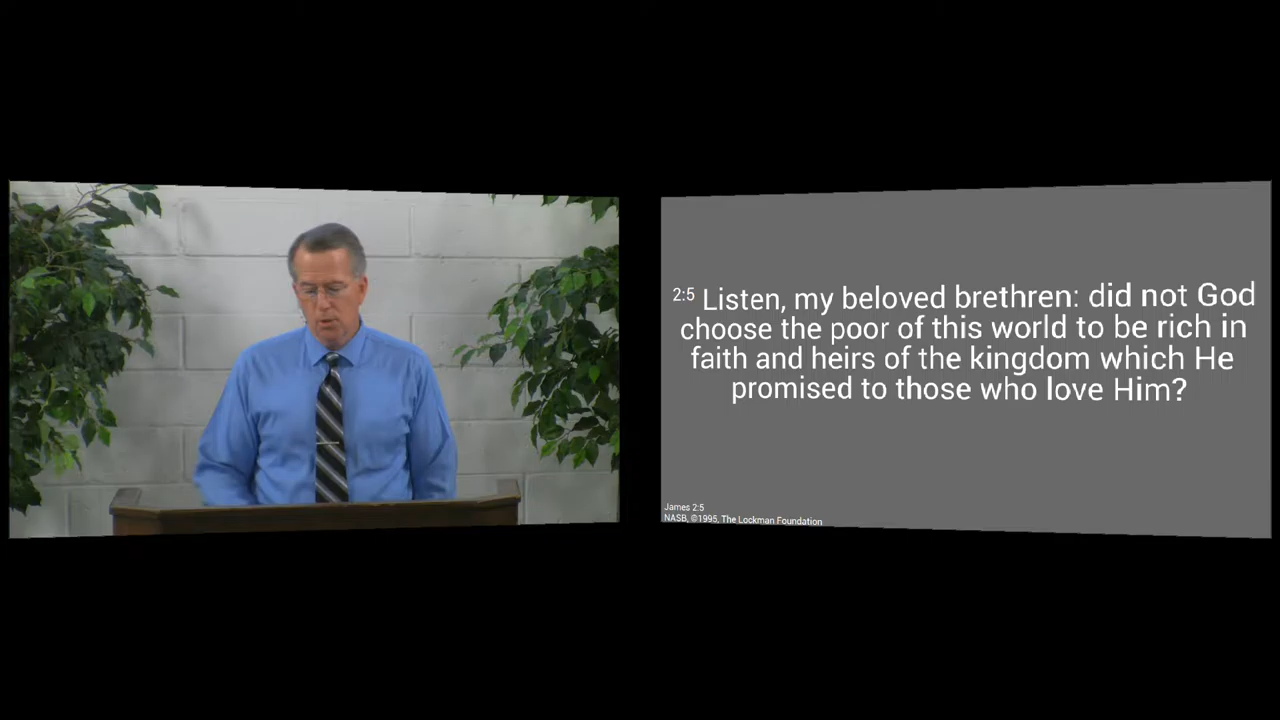 2:5 Listen, my beloved brethren: did not God
choose the poor of this world to be rich in
faith and heirs of the kingdom which He
promised to those who love Him?
James 2:5
NASB, ©1995, The Lockman Foundation